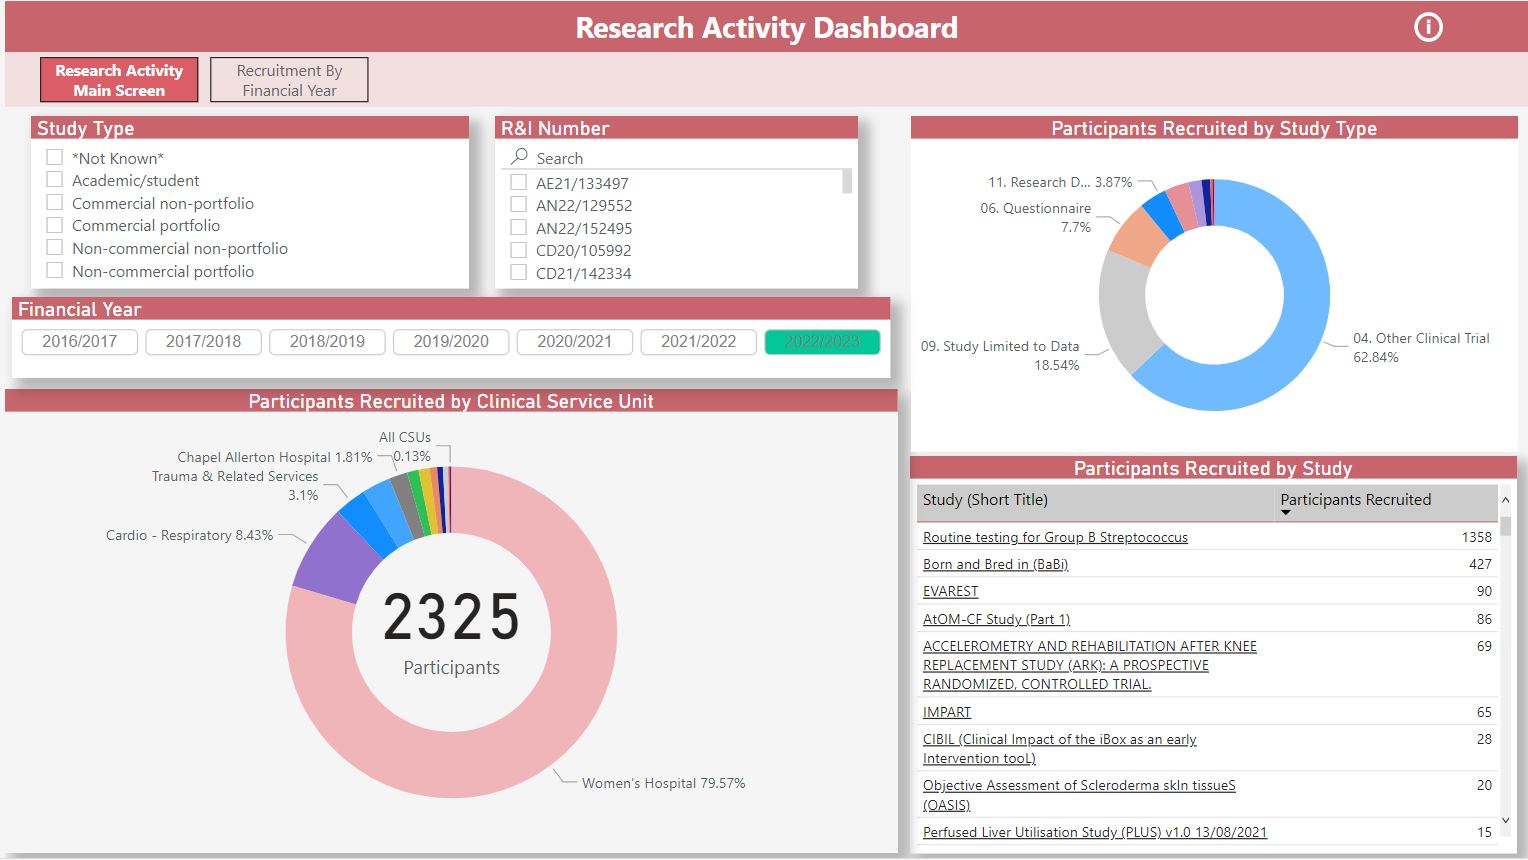 Research Activity Dashboard
Research Activity
Main Screen
Recruitment By
Financial Year
Study Type
*Not Known*
Academic/student
Commercial non-portfolio
Commercial portfolio
Non-commercial non-portfolio
Non-commercial portfolio
R&I Number
Search
AE21/133497
AN22/129552
AN22/152495
CD20/105992
CD21/142334
Financial Year
2016/2017 2017/2018 2018/2019 2019/2020 2020/2021 2021/2022 2022/2023
Participants Recruited by Clinical Service Unit
All CSUs
0.13%
Chapel Allerton Hospital 1.81%
Trauma & Related Services
3.1%
Cardio - Respiratory 8.43%
2325
Participants
Women's Hospital 79.57%
Participants Recruited by Study Type
11. Research D... 3.87%
06. Questionnaire
7.7%
09. Study Limited to Data
18.54%
04. Other Clinical Trial
62.84%
Participants Recruited by Study
Study (Short Title) Participants Recruited
Routine testing for Group B Streptococcus 1358
Born and Bred in (BaBi) 427
EVAREST 90
AtOM-CF Study (Part 1) 86
ACCELEROMETRY AND REHABILITATION AFTER KNEE 69
REPLACEMENT STUDY (ARK): A PROSPECTIVE
RANDOMIZED, CONTROLLED TRIAL.
IMPART 65
CIBIL (Clinical Impact of the iBox as an early 28
Intervention tooL)
Objective Assessment of Scleroderma skIn tissueS 20
(OASIS)
Perfused Liver Utilisation Study (PLUS) v1.0 13/08/2021 15